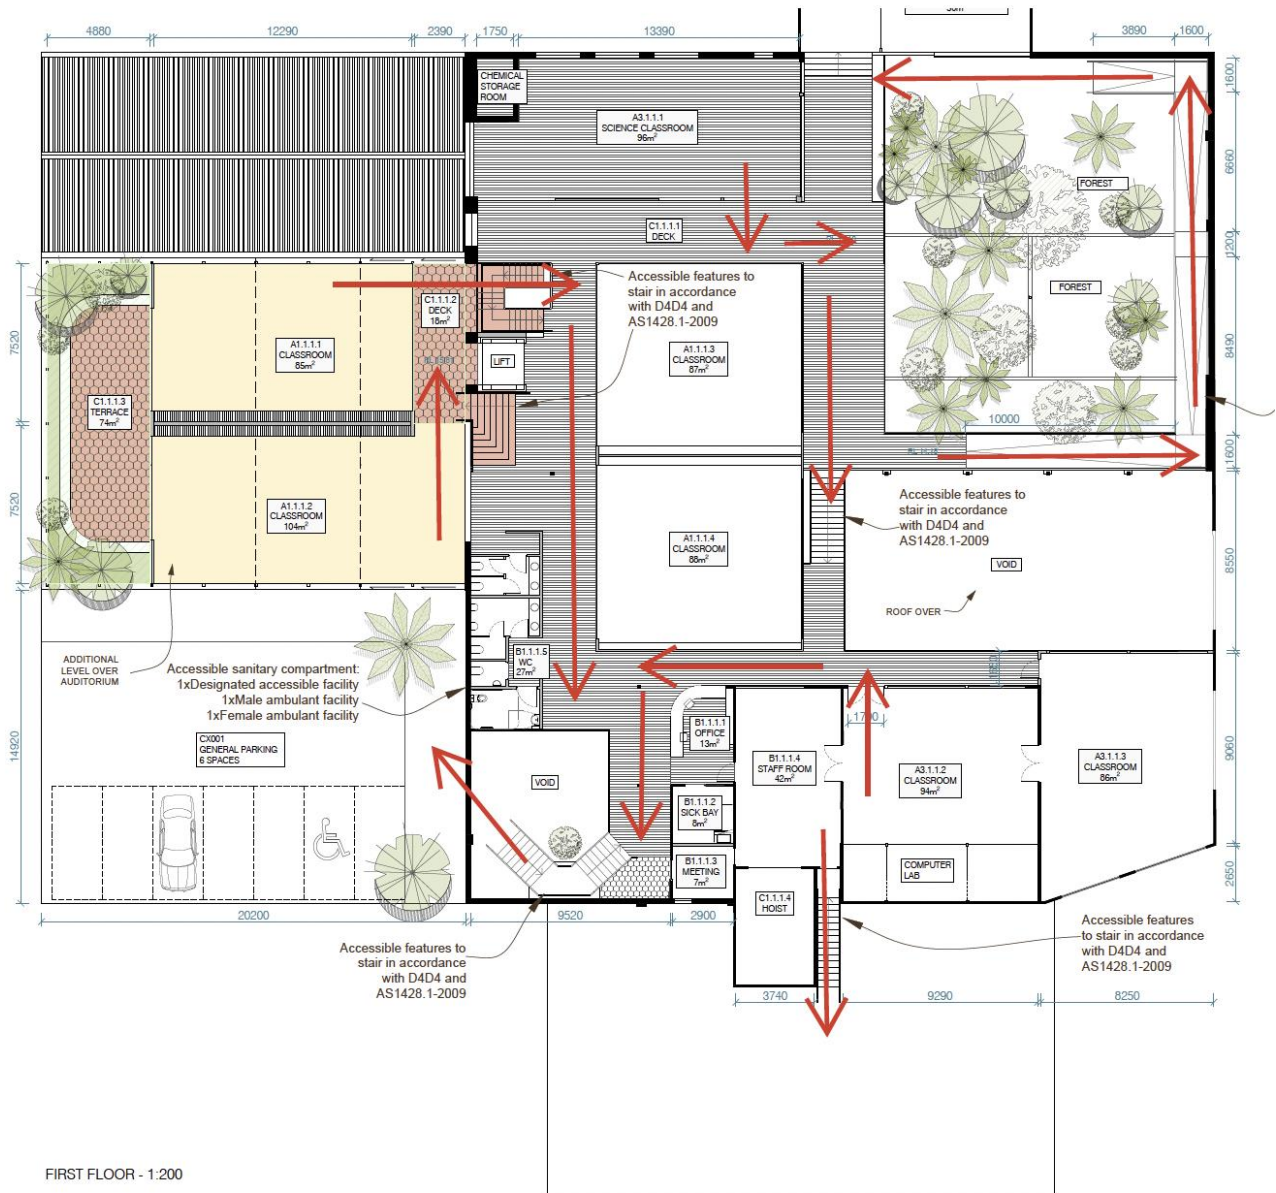 4880
12290
2390
1750
13390
3890
1600
CHEMICAL
STORAGE
ROOM
A3.1.1.1
SCIENCE CLASSROOM
96m²
1600
6660
FOREST
C1.1.1.1
DECK
1200
FOREST
C1.1.1.2
DECK
18m²
Accessible features to
stair in accordance
with D4D4 and
AS1428.1-2009
7520
A1.1.1.1
CLASSROOM
85m²
LIFT
A1.1.1.3
CLASSROOM
87m²
8490
C1.1.1.3
TERRACE
74m²
10000
1600
7520
A1.1.1.2
CLASSROOM
104m²
Accessible features to
stair in accordance
with D4D4 and
AS1428.1-2009
A1.1.1.4
CLASSROOM
88m²
VOID
8550
ROOF OVER
ADDITIONAL
LEVEL OVER
AUDITORIUM
Accessible sanitary compartment:
1xDesignated accessible facility
1xMale ambulant facility
1xFemale ambulant facility
B1.1.1.5
WC
27m²
1700
CX001
GENERAL PARKING
6 SPACES
14920
VOID
B1.1.1.1
OFFICE
13m²
B1.1.1.4
STAFF ROOM
42m²
A3.1.1.2
CLASSROOM
94m²
A3.1.1.3
CLASSROOM
86m²
9060
B1.1.1.2
SICK BAY
8m²
B1.1.1.3
MEETING
7m²
COMPUTER
LAB
2650
C1.1.1.4
HOIST
20200
9520
2900
Accessible features to
stair in accordance
with D4D4 and
AS1428.1-2009
Accessible features
to stair in accordance
with D4D4 and
AS1428.1-2009
3740
9290
8250
FIRST FLOOR - 1:200